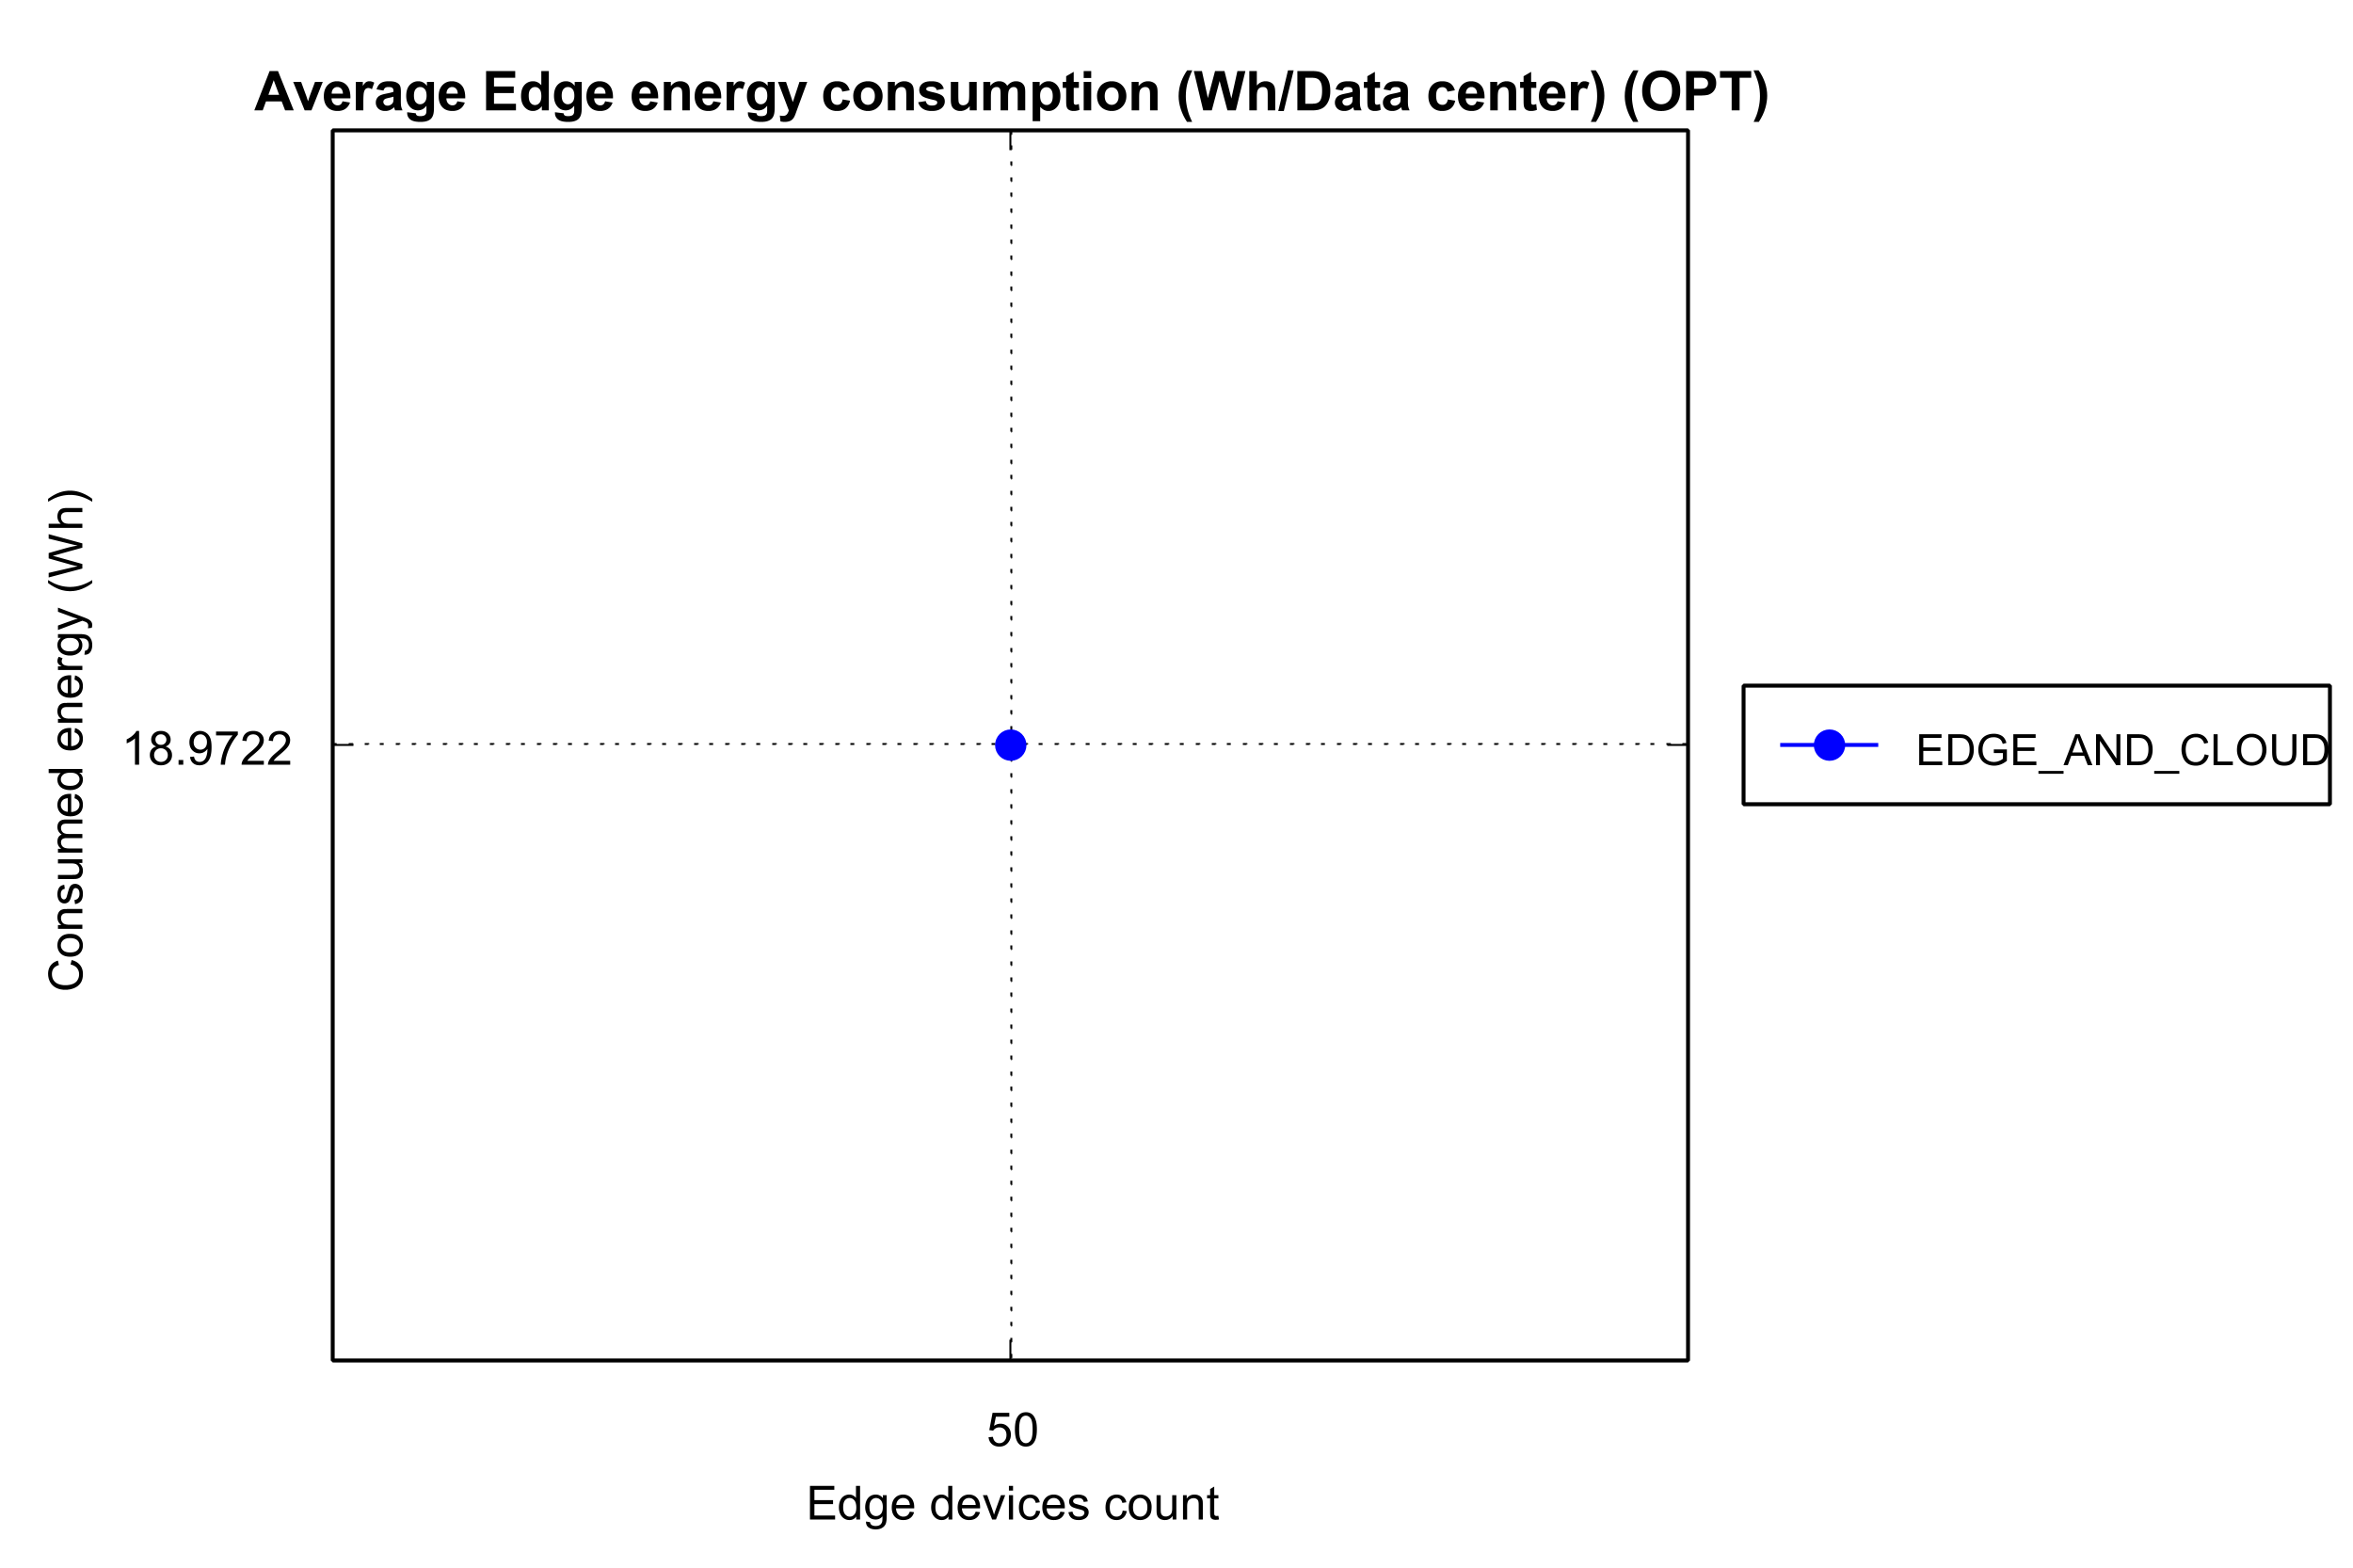 Average Edge energy consumption (Wh/Data center) (OPT)
Consumed energy (Wh)
18.9722
EDGE_AND_CLOUD
50
Edge devices count